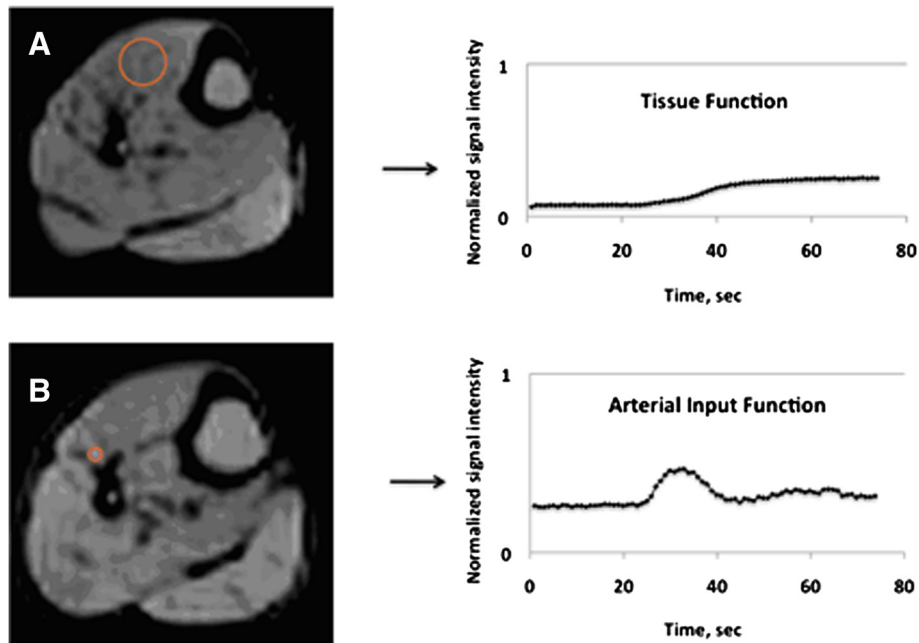 A
Normalized signal intensity
1
Tissue Function
0
0 20 40 60 80
Time, sec
B
Normalized signal intensity
1
Arterial Input Function
0
0 20 40 60 80
Time, sec